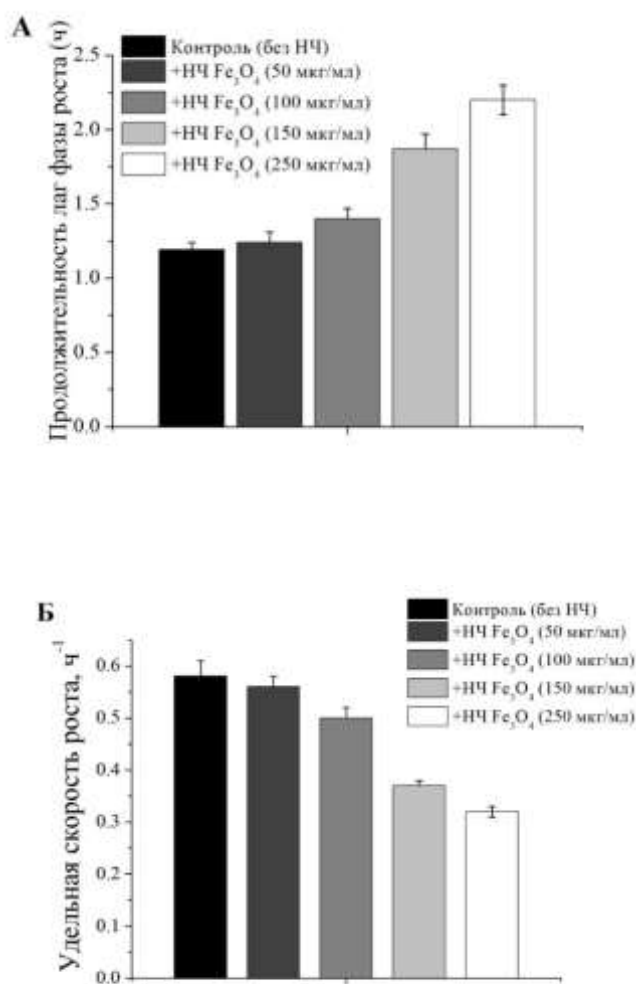 А
Контроль (без НЧ)
+НЧ Fe₃O₄ (50 мкг/мл)
+НЧ Fe₃O₄ (100 мкг/мл)
+НЧ Fe₃O₄ (150 мкг/мл)
+НЧ Fe₃O₄ (250 мкг/мл)
Продолжительность лаг фазы роста (ч)
2.5
2.0
1.5
1.0
0.5
0.0
Б
Контроль (без НЧ)
+НЧ Fe₃O₄ (50 мкг/мл)
+НЧ Fe₃O₄ (100 мкг/мл)
+НЧ Fe₃O₄ (150 мкг/мл)
+НЧ Fe₃O₄ (250 мкг/мл)
Удельная скорость роста, ч⁻¹
0.6
0.5
0.4
0.3
0.2
0.1
0.0